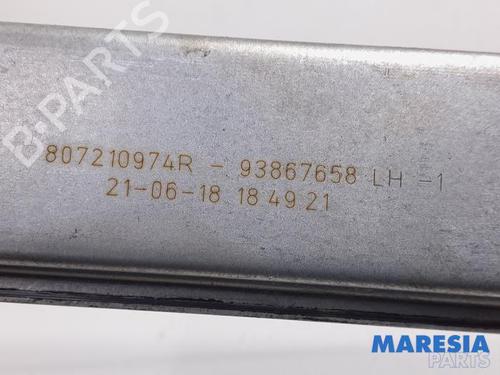 B-PARTS
807210974R - 93867658 LH -1
21-06-18 18 49 21
MARESIA
PARTS